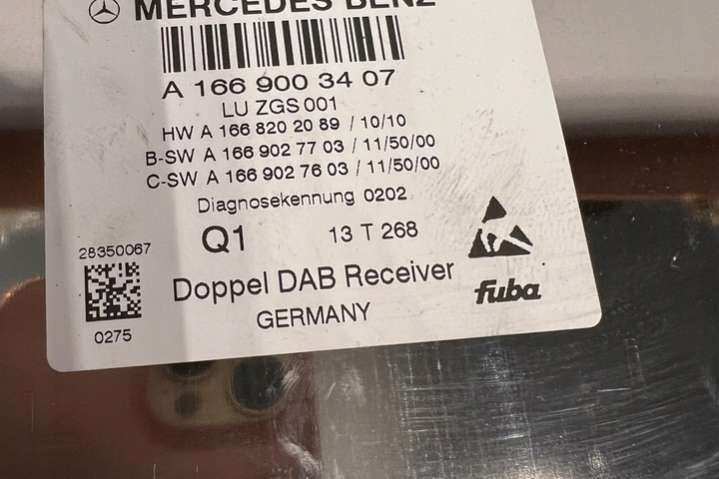 MERCEDES BENZ
A 166 900 34 07
LU ZGS 001
HW A 166 820 20 89 / 10/10
B-SW A 166 902 77 03 / 11/50/00
C-SW A 166 902 76 03 / 11/50/00
Diagnosekennung 0202
28350067
Q1 13 T 268
0275
Doppel DAB Receiver
GERMANY
fuba